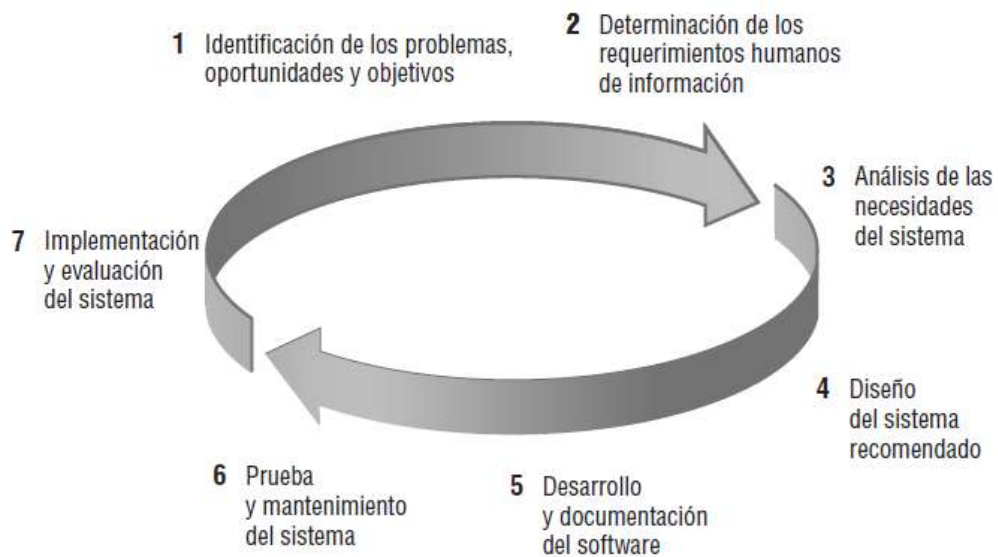 1 Identificación de los problemas,
oportunidades y objetivos
2 Determinación de los
requerimientos humanos
de información
3 Análisis de las
necesidades
del sistema
4 Diseño
del sistema
recomendado
5 Desarrollo
y documentación
del software
6 Prueba
y mantenimiento
del sistema
7 Implementación
y evaluación
del sistema